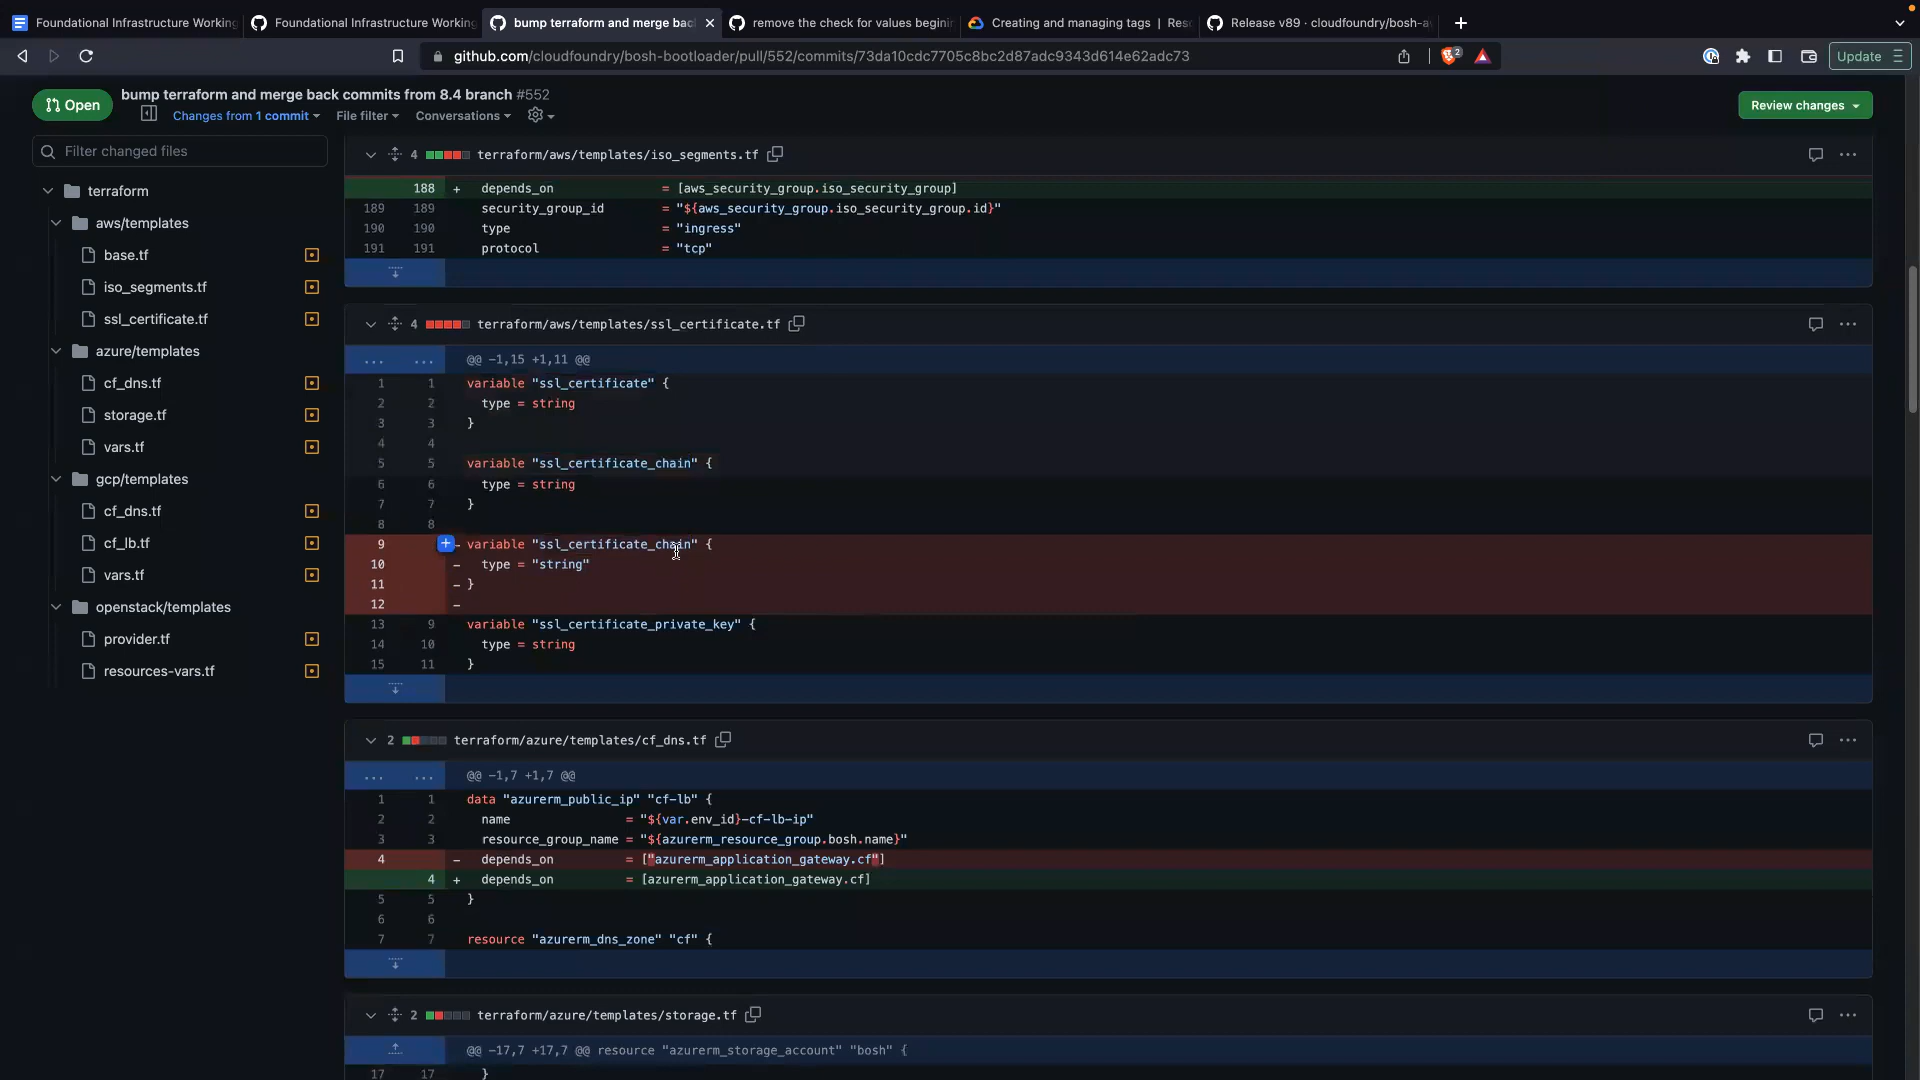 Foundational Infrastructure Working
Foundational Infrastructure Working
bump terraform and merge bac
remove the check for values beginni
Creating and managing tags | Res
Release v89 · cloudfoundry/bosh-a
github.com/cloudfoundry/bosh-bootloader/pull/552/commits/73da10cdc7705c8bc2d87adc9343d614e62adc73
2
Update
Open
bump terraform and merge back commits from 8.4 branch #552
Changes from 1 commit
File filter
Conversations
Review changes
Filter changed files
terraform
aws/templates
base.tf
iso_segments.tf
ssl_certificate.tf
azure/templates
cf_dns.tf
storage.tf
vars.tf
gcp/templates
cf_dns.tf
cf_lb.tf
vars.tf
openstack/templates
provider.tf
resources-vars.tf
4 terraform/aws/templates/iso_segments.tf
188 + depends_on = [aws_security_group.iso_security_group]
189 189 security_group_id = "${aws_security_group.iso_security_group.id}"
190 190 type = "ingress"
191 191 protocol = "tcp"
4 terraform/aws/templates/ssl_certificate.tf
... ... @@ -1,15 +1,11 @@
1 1 variable "ssl_certificate" {
2 2 type = string
3 3 }
4 4
5 5 variable "ssl_certificate_chain" {
6 6 type = string
7 7 }
8 8
9 - variable "ssl_certificate_chain" {
10 - type = "string"
11 - }
12 -
13 9 variable "ssl_certificate_private_key" {
14 10 type = string
15 11 }
2 terraform/azure/templates/cf_dns.tf
... ... @@ -1,7 +1,7 @@
1 1 data "azurerm_public_ip" "cf-lb" {
2 2 name = "${var.env_id}-cf-lb-ip"
3 3 resource_group_name = "${azurerm_resource_group.bosh.name}"
4 - depends_on = ["azurerm_application_gateway.cf"]
4 + depends_on = [azurerm_application_gateway.cf]
5 5 }
6 6
7 7 resource "azurerm_dns_zone" "cf" {
2 terraform/azure/templates/storage.tf
@@ -17,7 +17,7 @@ resource "azurerm_storage_account" "bosh" {
17 17 }